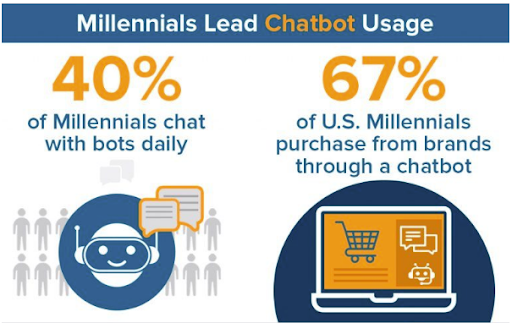 Millennials Lead Chatbot Usage
40%
of Millennials chat
with bots daily
67%
of U.S. Millennials
purchase from brands
through a chatbot